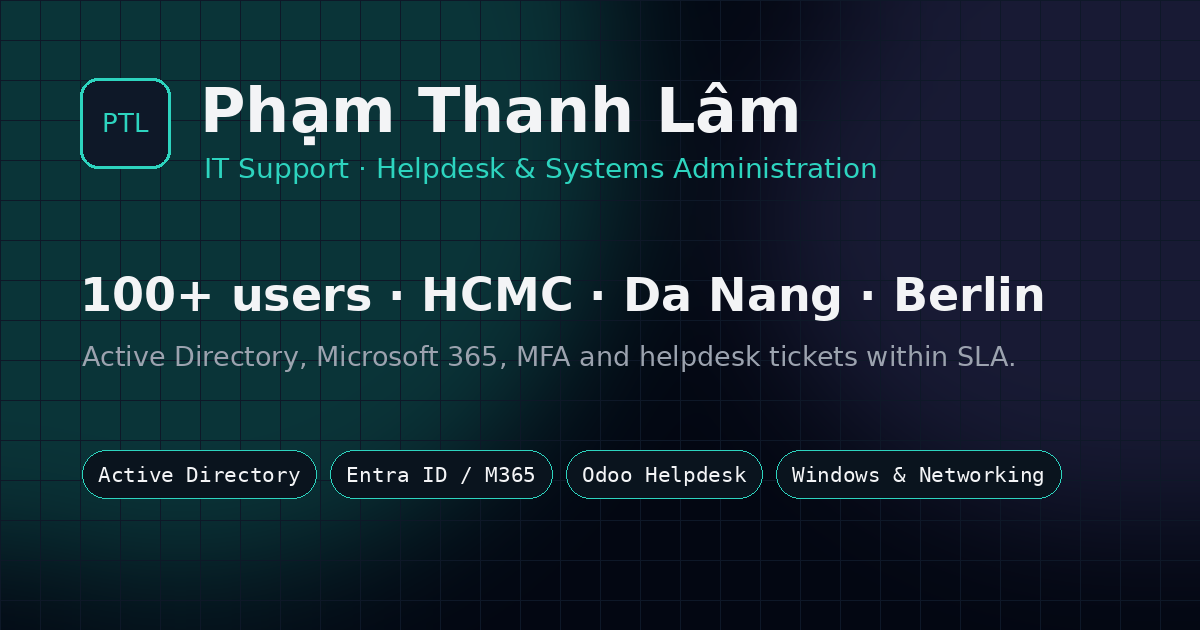 PTL
Phạm Thanh Lâm
IT Support · Helpdesk & Systems Administration
100+ users · HCMC · Da Nang · Berlin
Active Directory, Microsoft 365, MFA and helpdesk tickets within SLA.
Active Directory
Entra ID / M365
Odoo Helpdesk
Windows & Networking